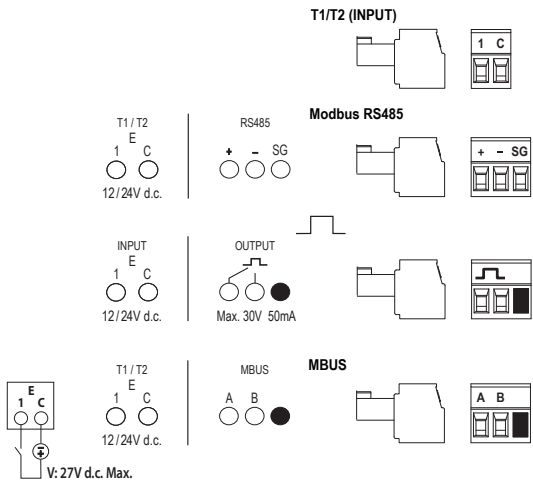 T1/T2 (INPUT)
1 C
T1 / T2
E
1 C
12/24V d.c.
RS485
+ – SG
Modbus RS485
+ – SG
INPUT
E
1 C
12/24V d.c.
OUTPUT
Max. 30V 50mA
T1 / T2
E
1 C
12/24V d.c.
MBUS
A B
MBUS
A B
E
1 C
V: 27V d.c. Max.